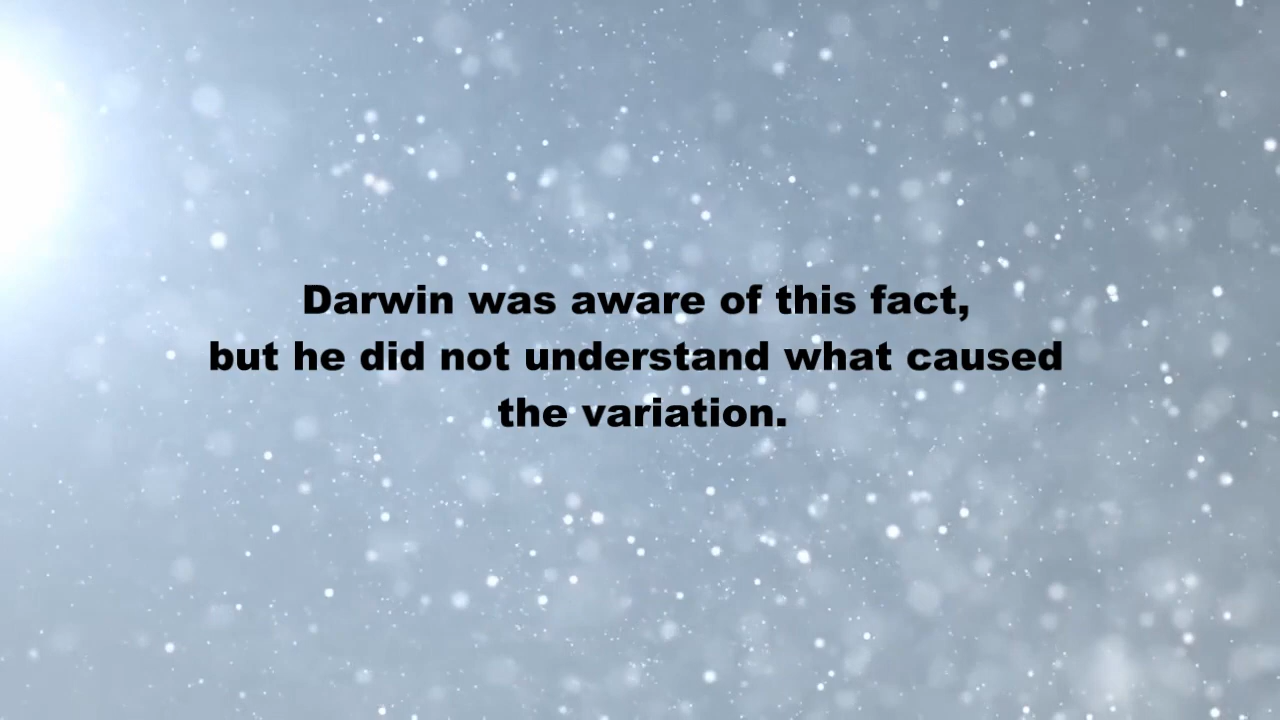 Darwin was aware of this fact,
but he did not understand what caused
the variation.